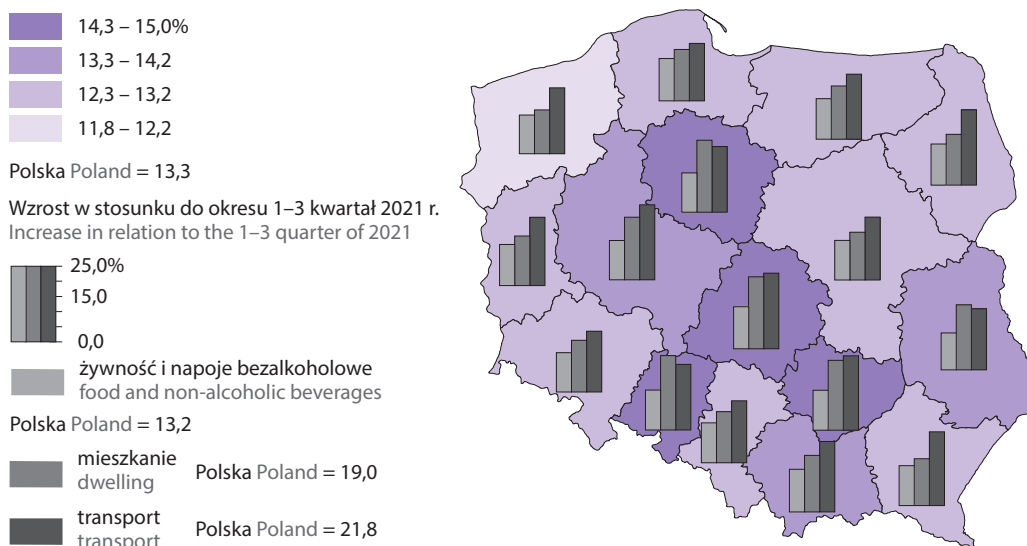 14,3 – 15,0%
13,3 – 14,2
12,3 – 13,2
11,8 – 12,2
Polska Poland = 13,3
Wzrost w stosunku do okresu 1–3 kwartał 2021 r.
Increase in relation to the 1–3 quarter of 2021
25,0%
15,0
0,0
żywność i napoje bezalkoholowe
food and non-alcoholic beverages
Polska Poland = 13,2
mieszkanie
dwelling
Polska Poland = 19,0
transport
transport
Polska Poland = 21,8